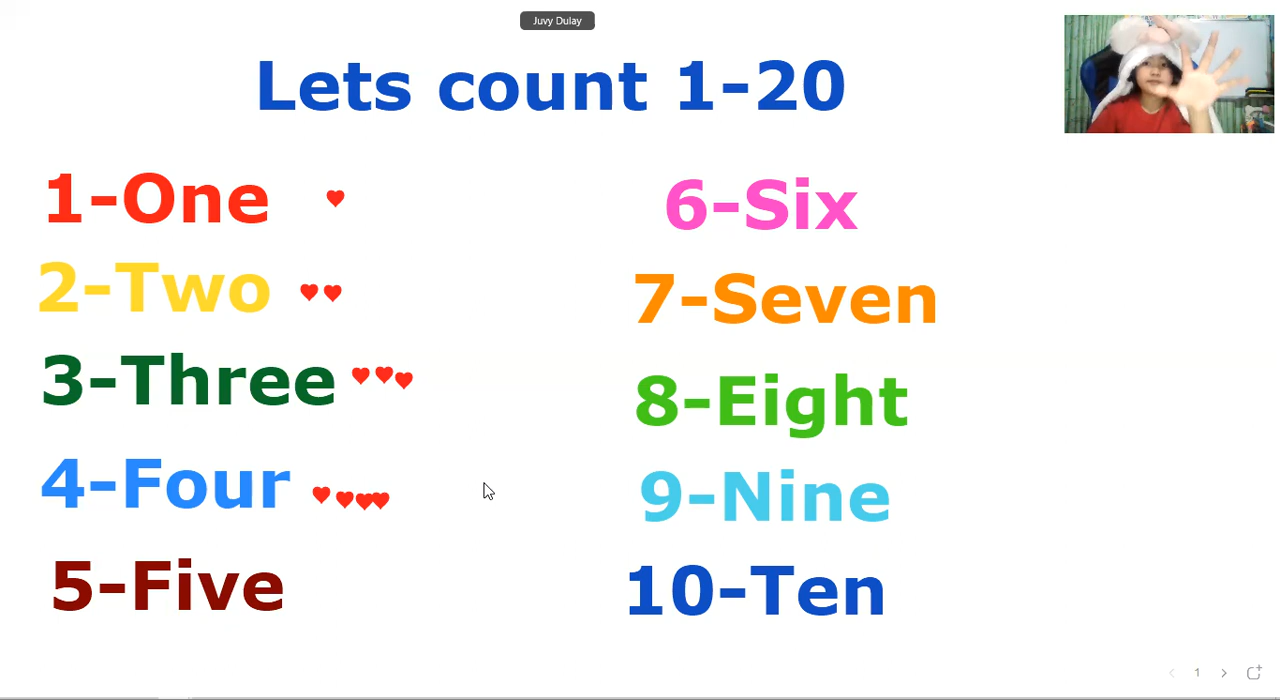 Juvy Dulay
Lets count 1-20
1-One
2-Two
3-Three
4-Four
5-Five
6-Six
7-Seven
8-Eight
9-Nine
10-Ten
1